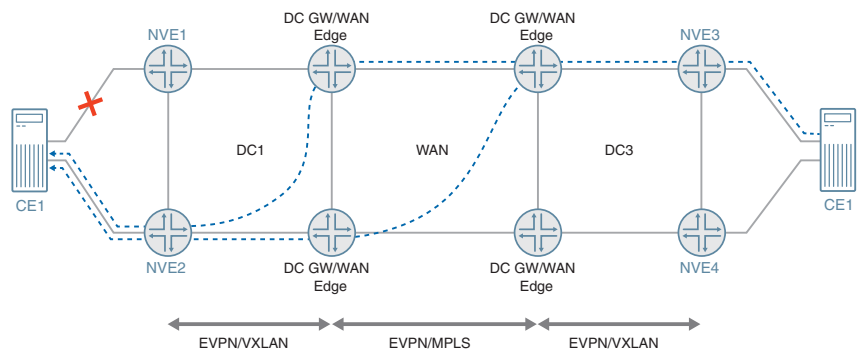 DC GW/WAN
Edge
DC GW/WAN
Edge
NVE1
NVE3
DC1
WAN
DC3
CE1
CE1
NVE2
DC GW/WAN
Edge
DC GW/WAN
Edge
NVE4
EVPN/VXLAN
EVPN/MPLS
EVPN/VXLAN